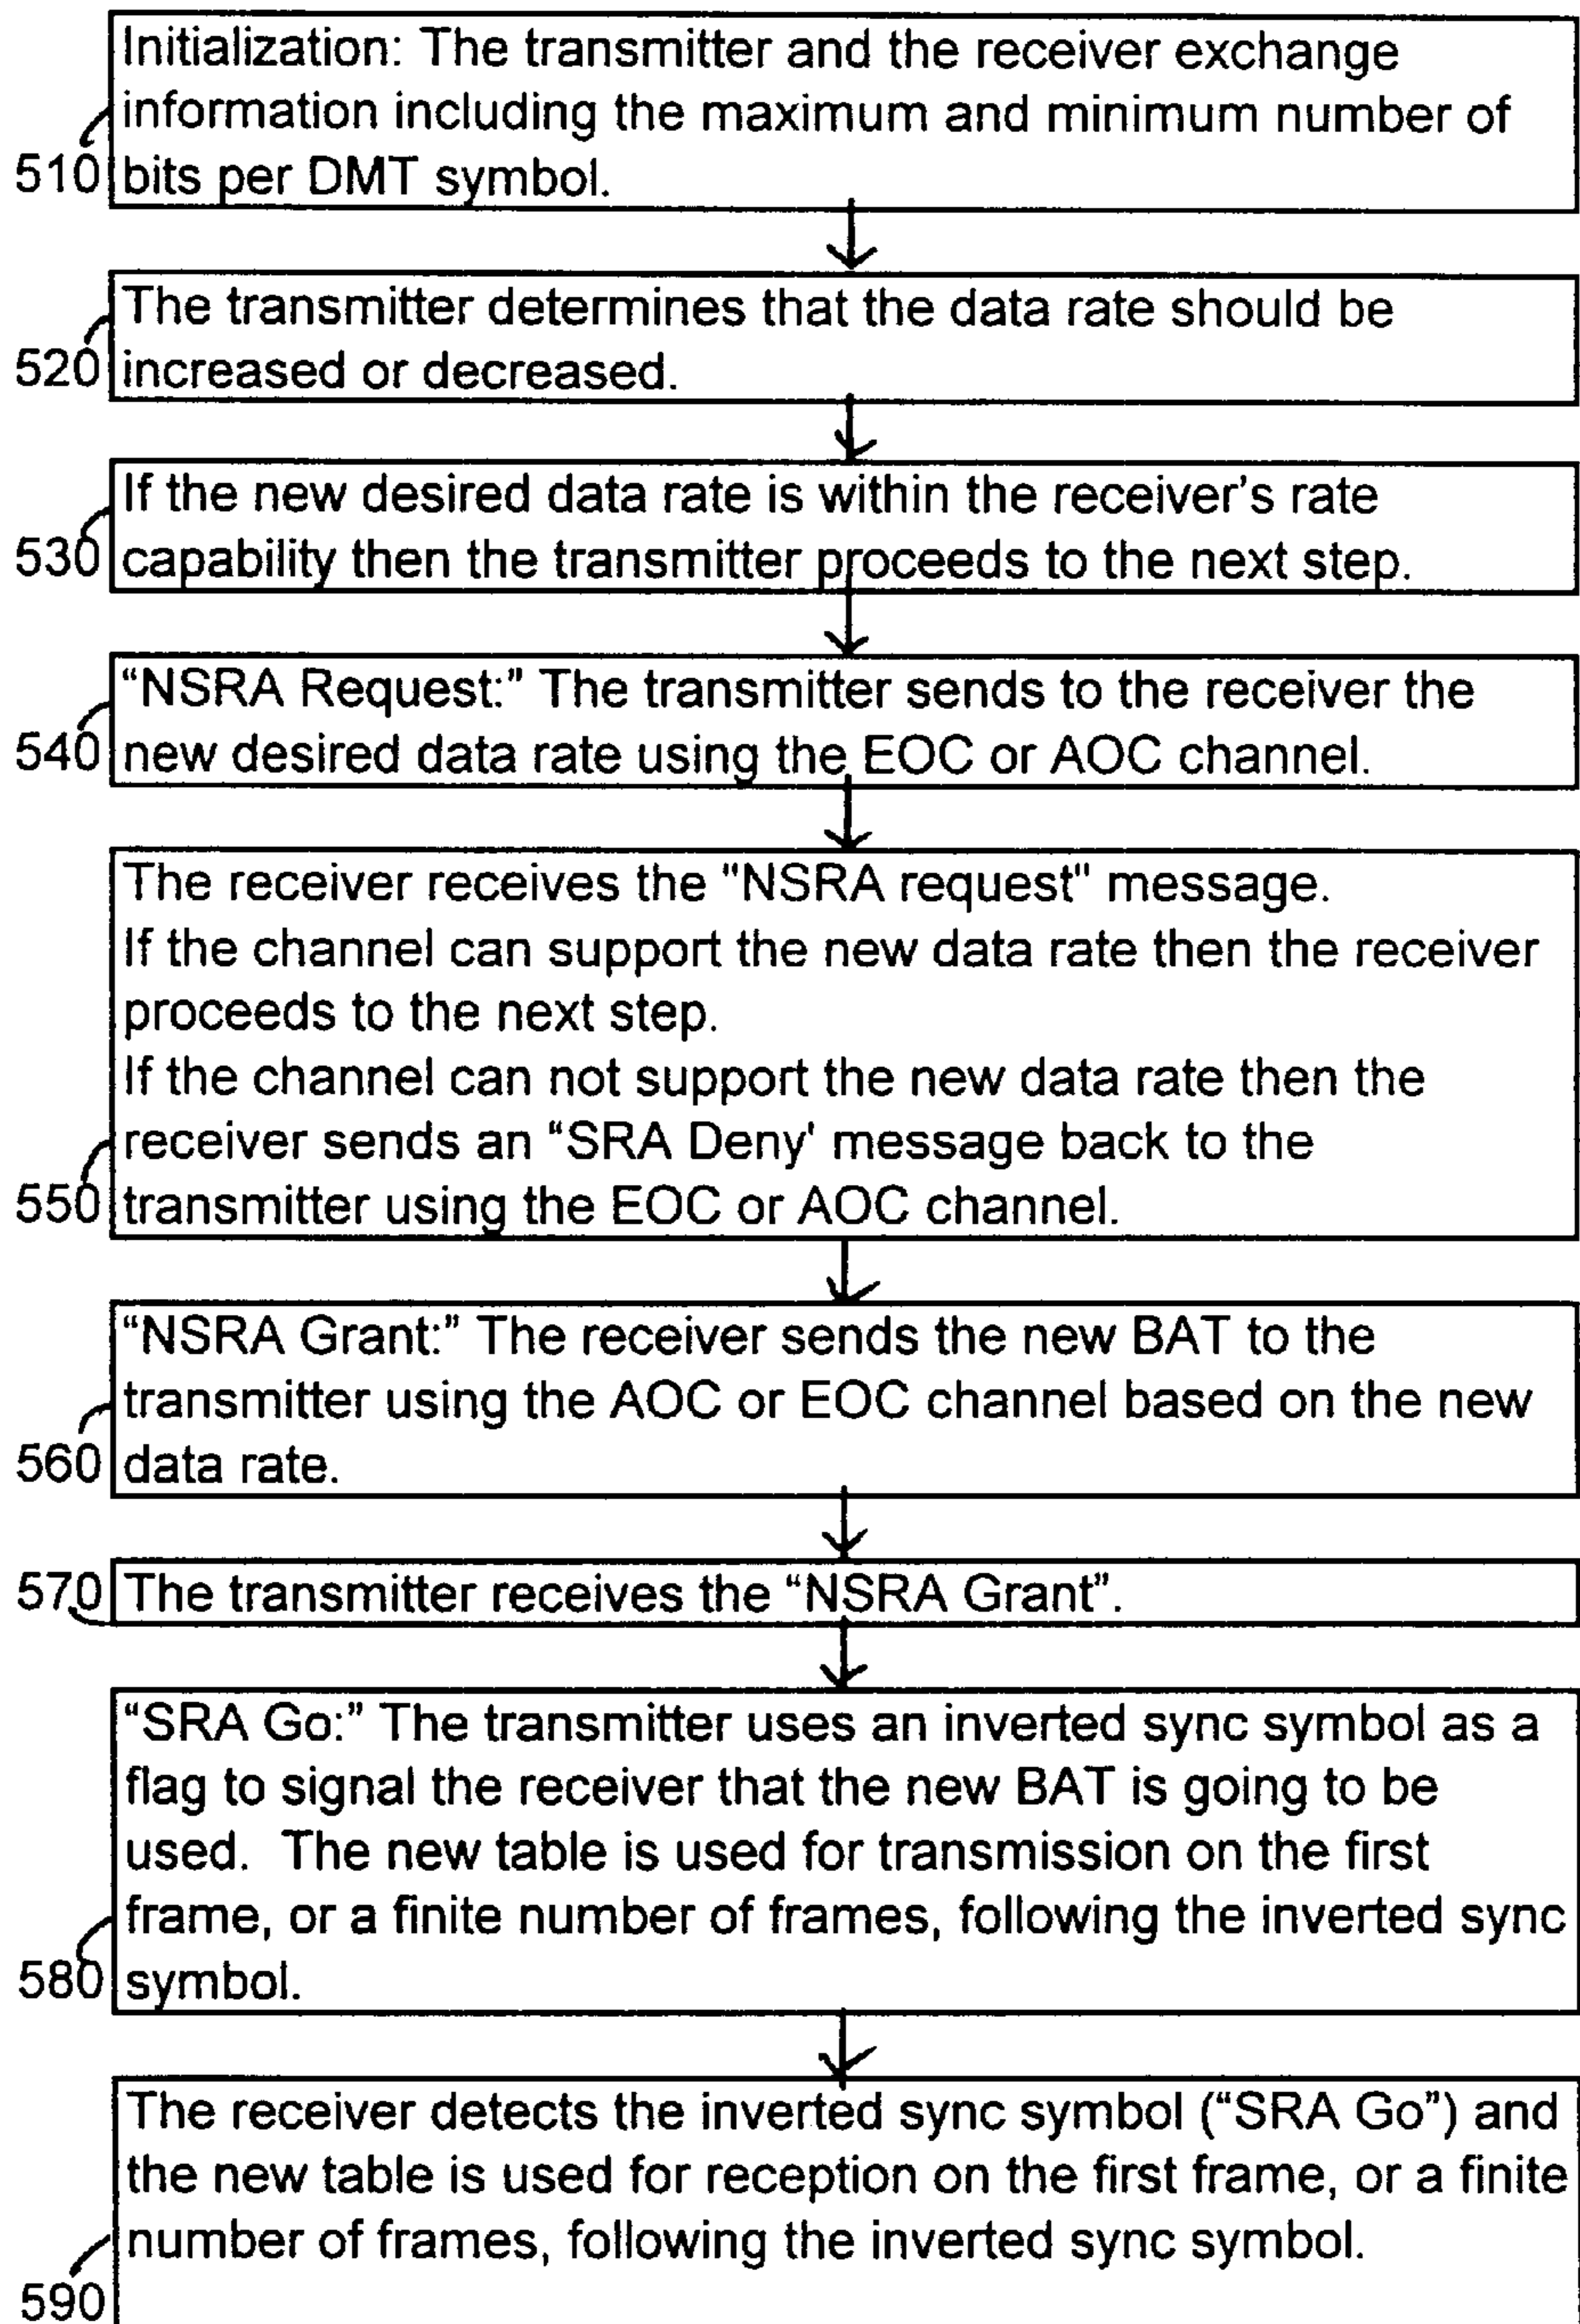 Initialization: The transmitter and the receiver exchange
information including the maximum and minimum number of
510 bits per DMT symbol.
The transmitter determines that the data rate should be
520 increased or decreased.
If the new desired data rate is within the receiver's rate
530 capability then the transmitter proceeds to the next step.
“NSRA Request:” The transmitter sends to the receiver the
540 new desired data rate using the EOC or AOC channel.
The receiver receives the "NSRA request" message.
If the channel can support the new data rate then the receiver
proceeds to the next step.
If the channel can not support the new data rate then the
receiver sends an “SRA Deny' message back to the
550 transmitter using the EOC or AOC channel.
“NSRA Grant:” The receiver sends the new BAT to the
transmitter using the AOC or EOC channel based on the new
560 data rate.
570 The transmitter receives the “NSRA Grant”.
“SRA Go:” The transmitter uses an inverted sync symbol as a
flag to signal the receiver that the new BAT is going to be
used. The new table is used for transmission on the first
frame, or a finite number of frames, following the inverted sync
580 symbol.
The receiver detects the inverted sync symbol (“SRA Go”) and
the new table is used for reception on the first frame, or a finite
number of frames, following the inverted sync symbol.
590